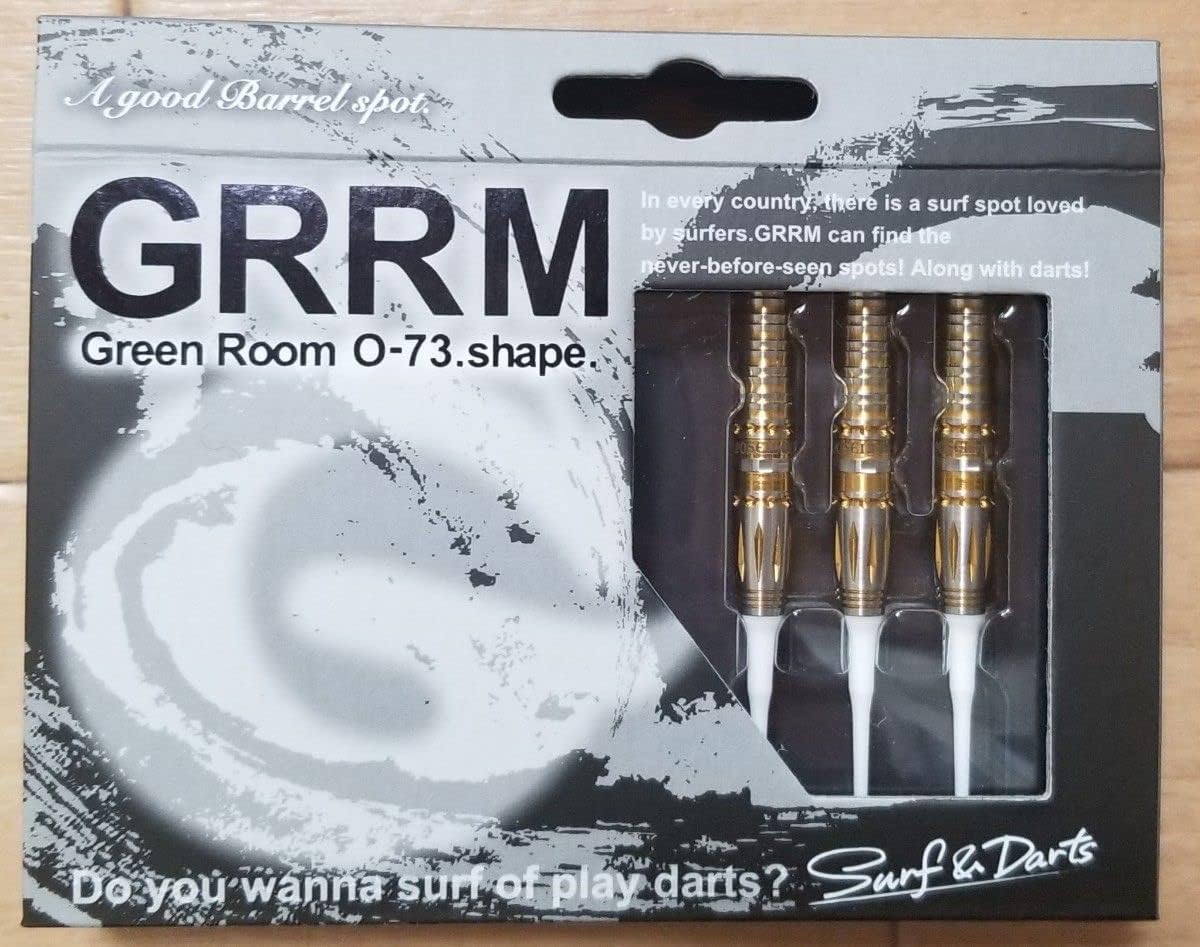 A good Barrel spot.
GRRM
Green Room O-73.shape.
In every country, there is a surf spot loved
by surfers.GRRM can find the
never-before-seen spots! Along with darts!
Do you wanna surf of play darts?
Surf & Darts